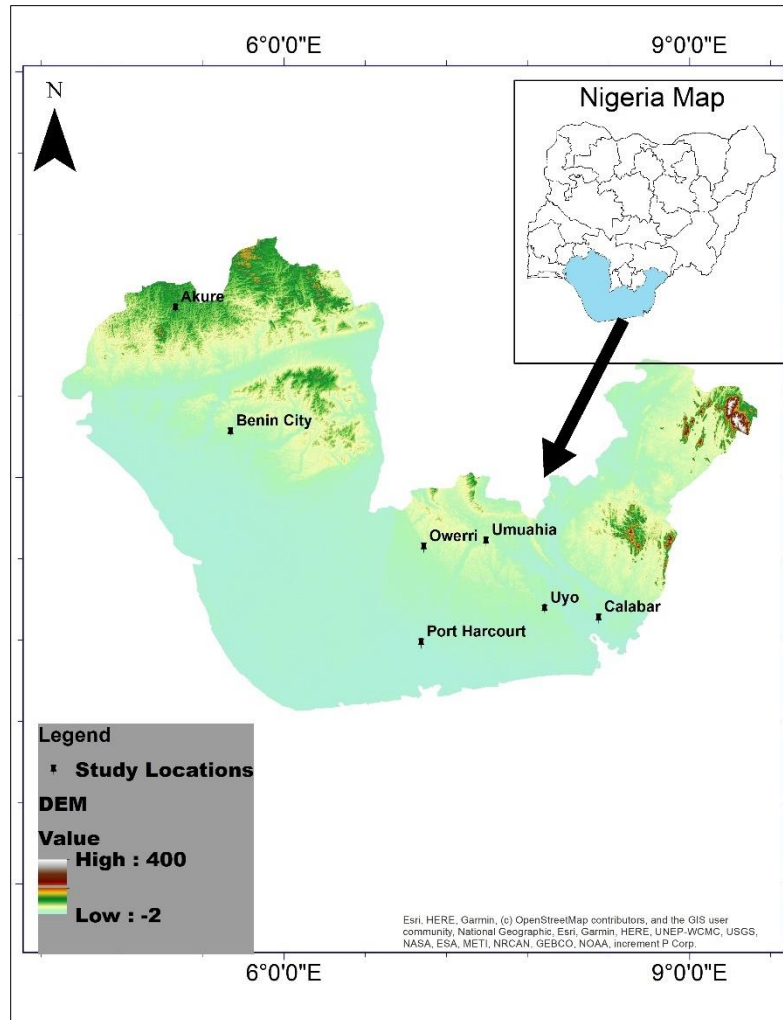 6°0'0"E 9°0'0"E
N
Nigeria Map
Akure
Benin City
Owerri
Umuahia
Uyo
Calabar
Port Harcourt
Legend
Study Locations
DEM
Value
High : 400
Low : -2
Esri, HERE, Garmin, (c) OpenStreetMap contributors, and the GIS user
community, National Geographic, Esri, Garmin, HERE, UNEP-WCMC, USGS,
NASA, ESA, METI, NRCAN, GEBCO, NOAA, increment P Corp.
6°0'0"E 9°0'0"E